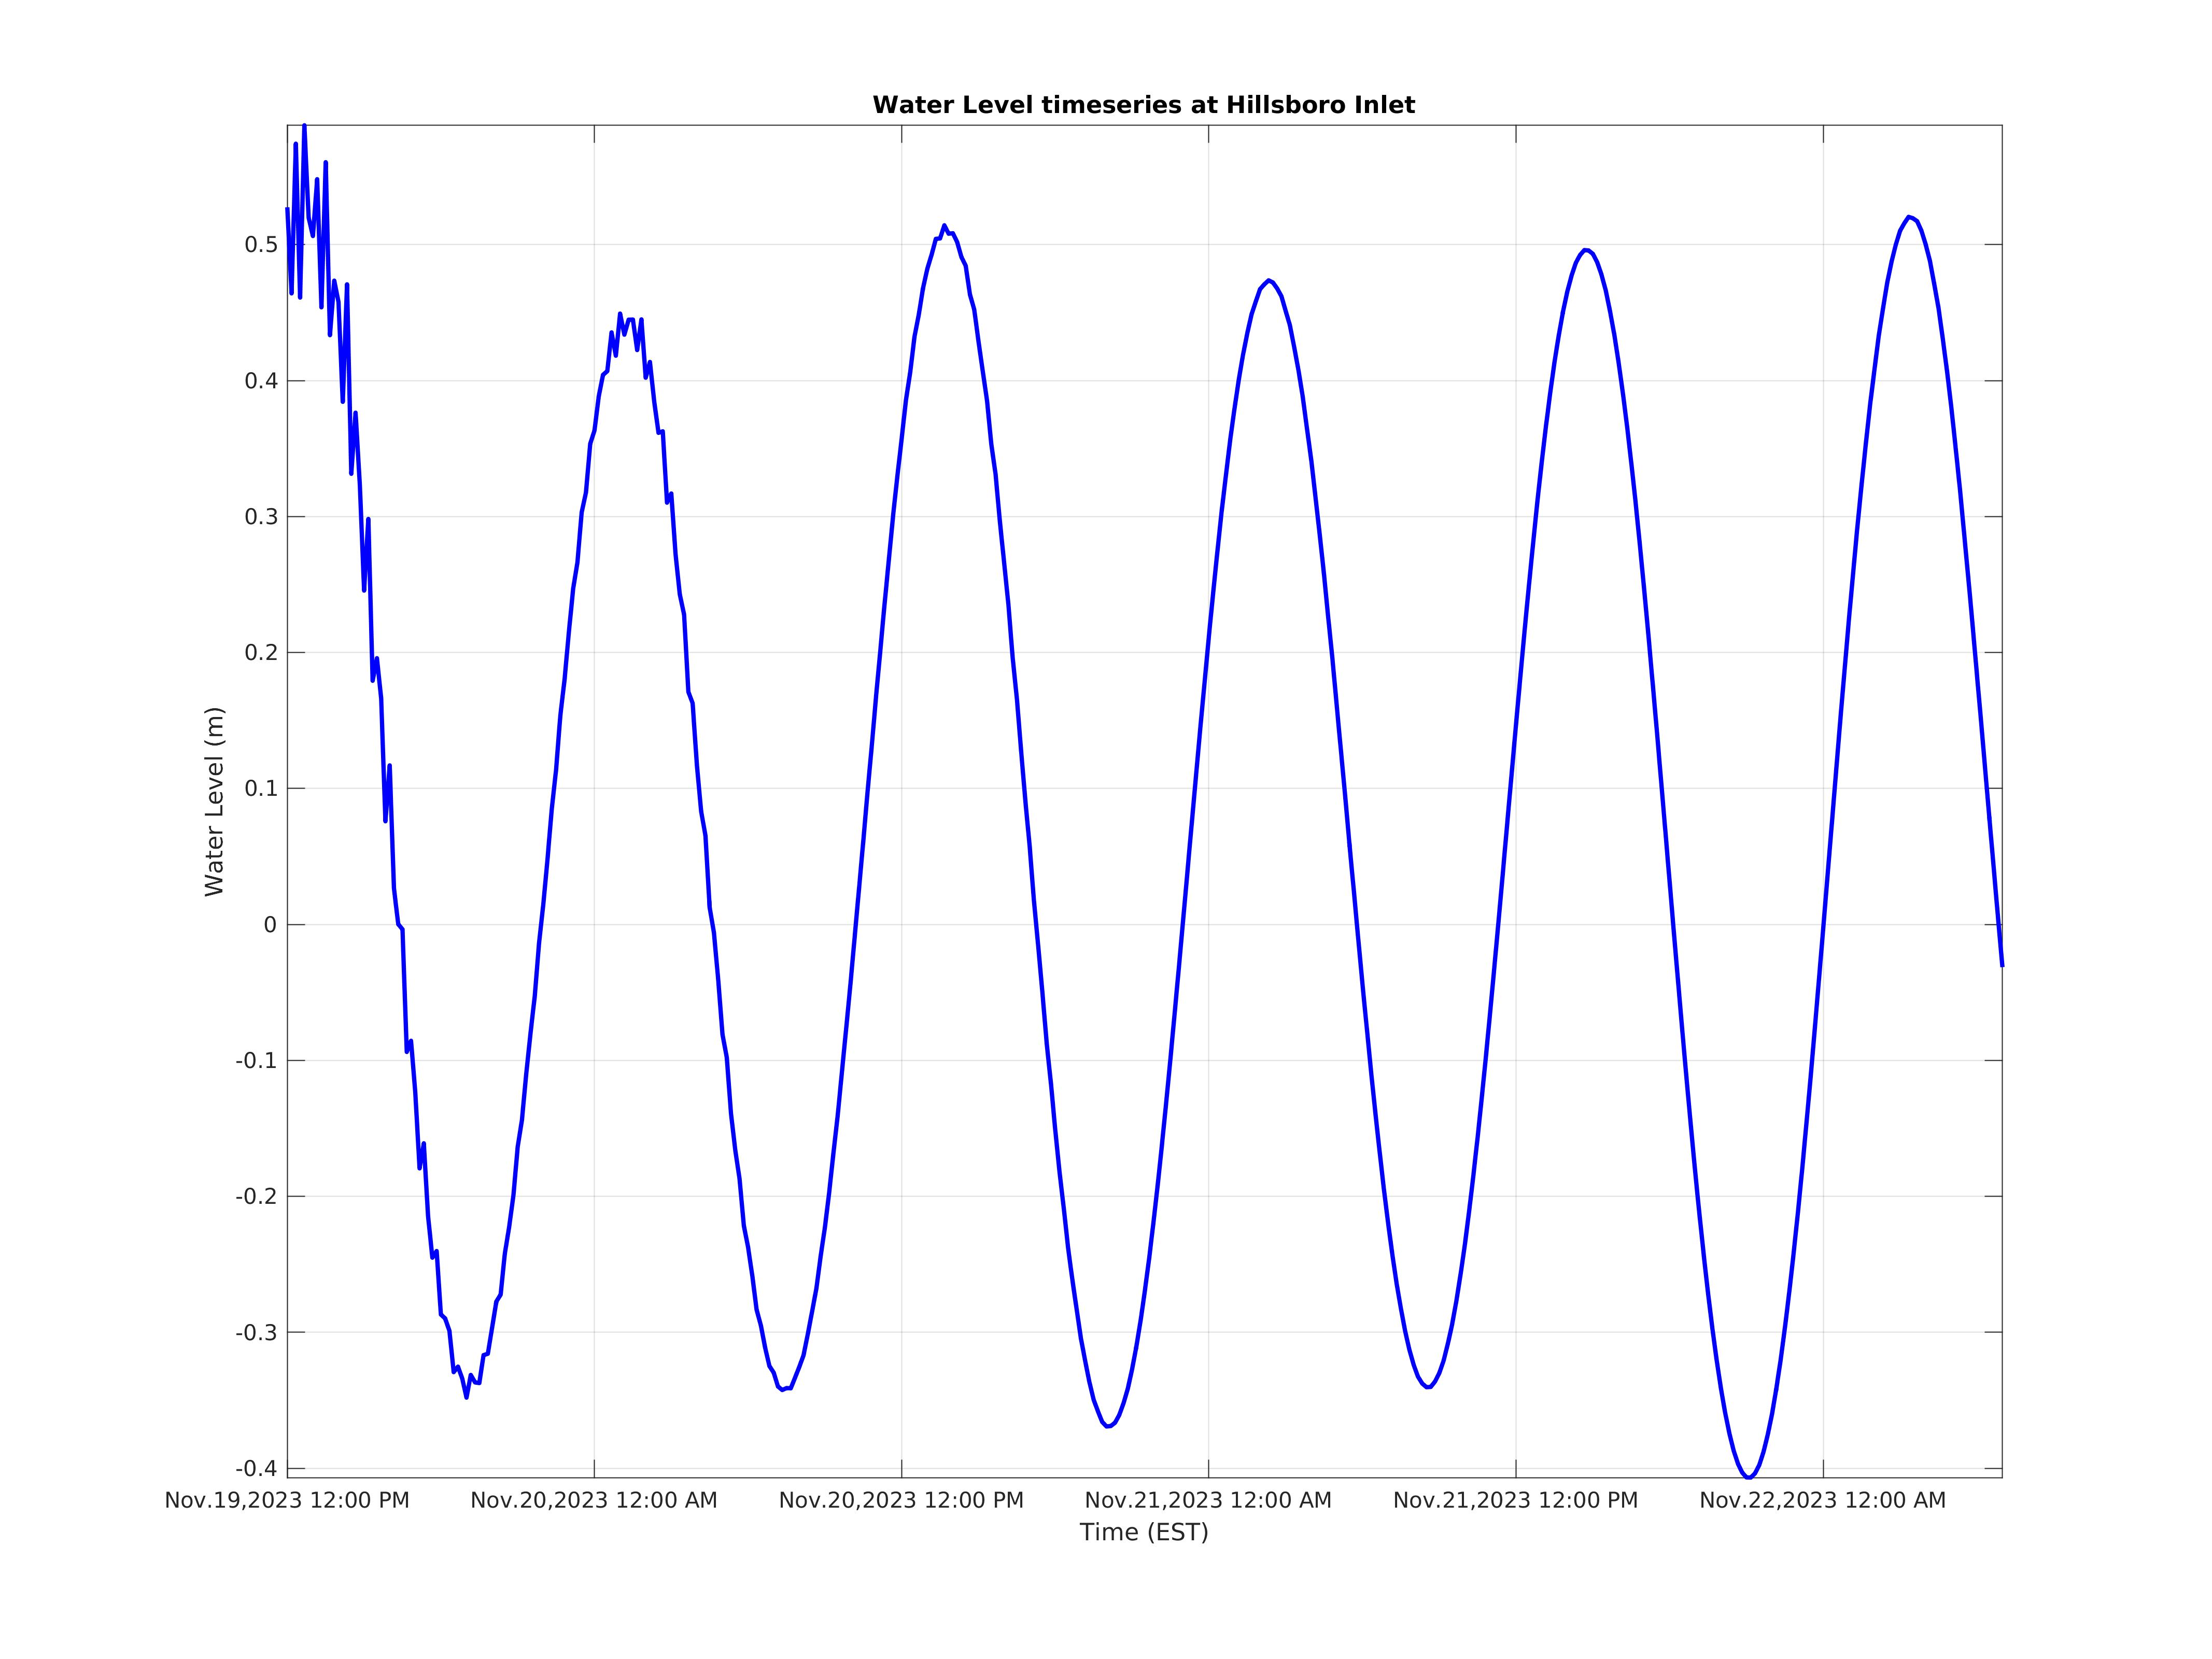 Water Level timeseries at Hillsboro Inlet
0.5
0.4
0.3
0.2
0.1
0
-0.1
-0.2
-0.3
-0.4
Water Level (m)
Nov.19,2023 12:00 PM
Nov.20,2023 12:00 AM
Nov.20,2023 12:00 PM
Nov.21,2023 12:00 AM
Nov.21,2023 12:00 PM
Nov.22,2023 12:00 AM
Time (EST)